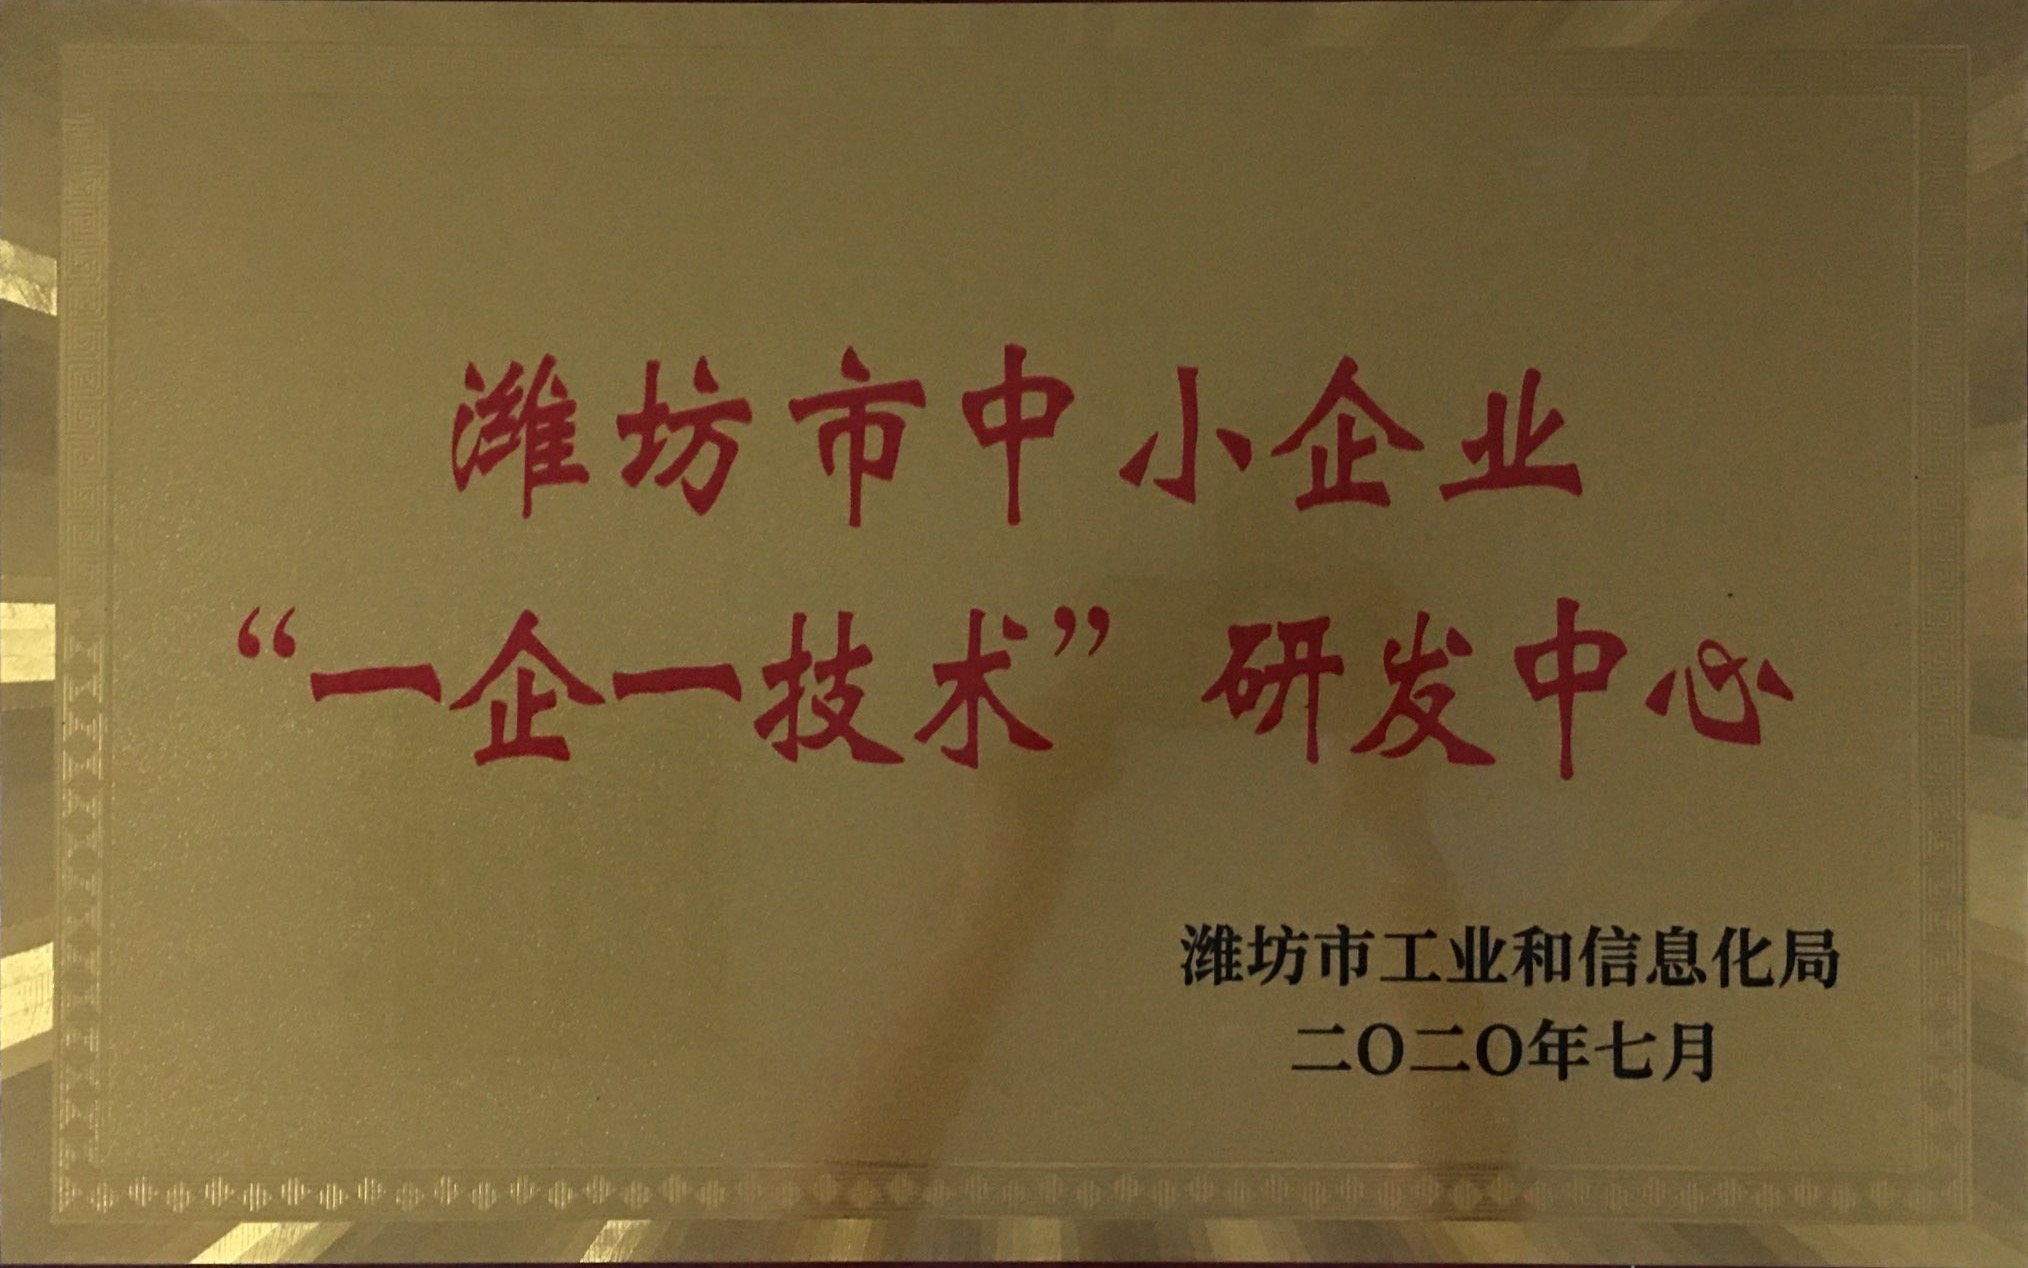 潍坊市中小企业
“一企一技术”研发中心
潍坊市工业和信息化局
二〇二〇年七月